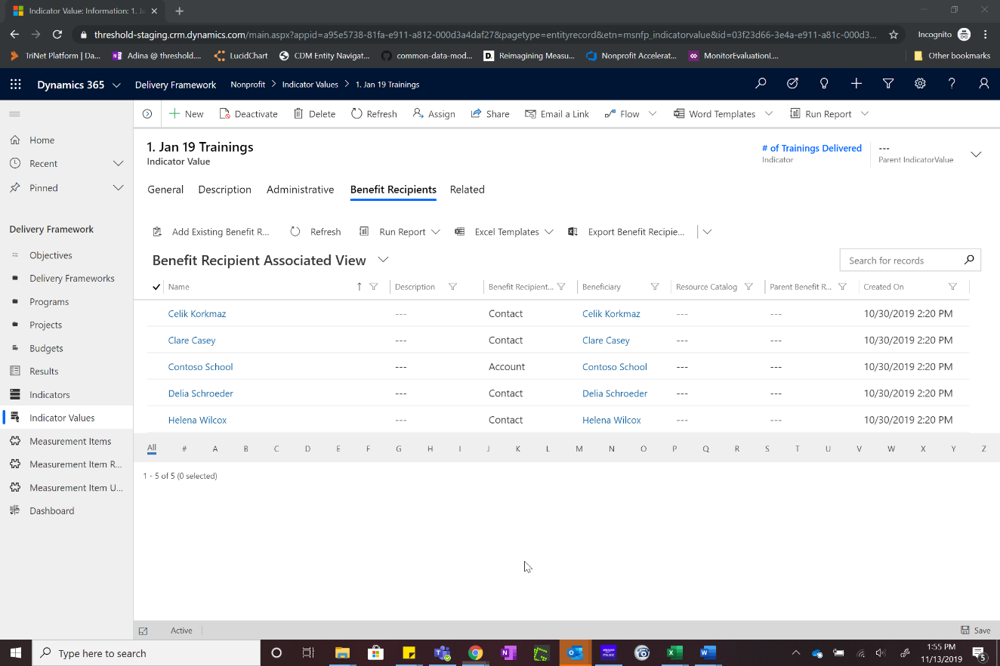 Indicator Value: Information: 1. Ja
threshold-staging.crm.dynamics.com/main.aspx?appid=a95e5738-81fa-e911-a812-000d3a4daf27&pagetype=entityrecord&etn=msnfp_indicatorvalue&id=03f23d66-3e4a-e911-a81c-000d3...
Incognito
TriNet Platform | Da...
Adina @ threshold....
LucidChart
CDM Entity Navigat...
common-data-mod...
Reimagining Measu...
Nonprofit Accelerat...
MonitorEvaluationL...
Other bookmarks
Dynamics 365
Delivery Framework
Nonprofit > Indicator Values > 1. Jan 19 Trainings
New
Deactivate
Delete
Refresh
Assign
Share
Email a Link
Flow
Word Templates
Run Report
Home
Recent
Pinned
Delivery Framework
Objectives
Delivery Frameworks
Programs
Projects
Budgets
Results
Indicators
Indicator Values
Measurement Items
Measurement Item R...
Measurement Item U...
Dashboard
1. Jan 19 Trainings
Indicator Value
# of Trainings Delivered
Indicator
---
Parent IndicatorValue
General Description Administrative Benefit Recipients Related
Add Existing Benefit R...
Refresh
Run Report
Excel Templates
Export Benefit Recipie...
Benefit Recipient Associated View
Search for records
Name Description Benefit Recipient... Beneficiary Resource Catalog Parent Benefit R... Created On
Celik Korkmaz --- Contact Celik Korkmaz --- --- 10/30/2019 2:20 PM
Clare Casey --- Contact Clare Casey --- --- 10/30/2019 2:20 PM
Contoso School --- Account Contoso School --- --- 10/30/2019 2:20 PM
Delia Schroeder --- Contact Delia Schroeder --- --- 10/30/2019 2:20 PM
Helena Wilcox --- Contact Helena Wilcox --- --- 10/30/2019 2:20 PM
All # A B C D E F G H I J K L M N O P Q R S T U V W X Y Z
1 - 5 of 5 (0 selected)
Active
Save
Type here to search
1:55 PM
11/13/2019
5